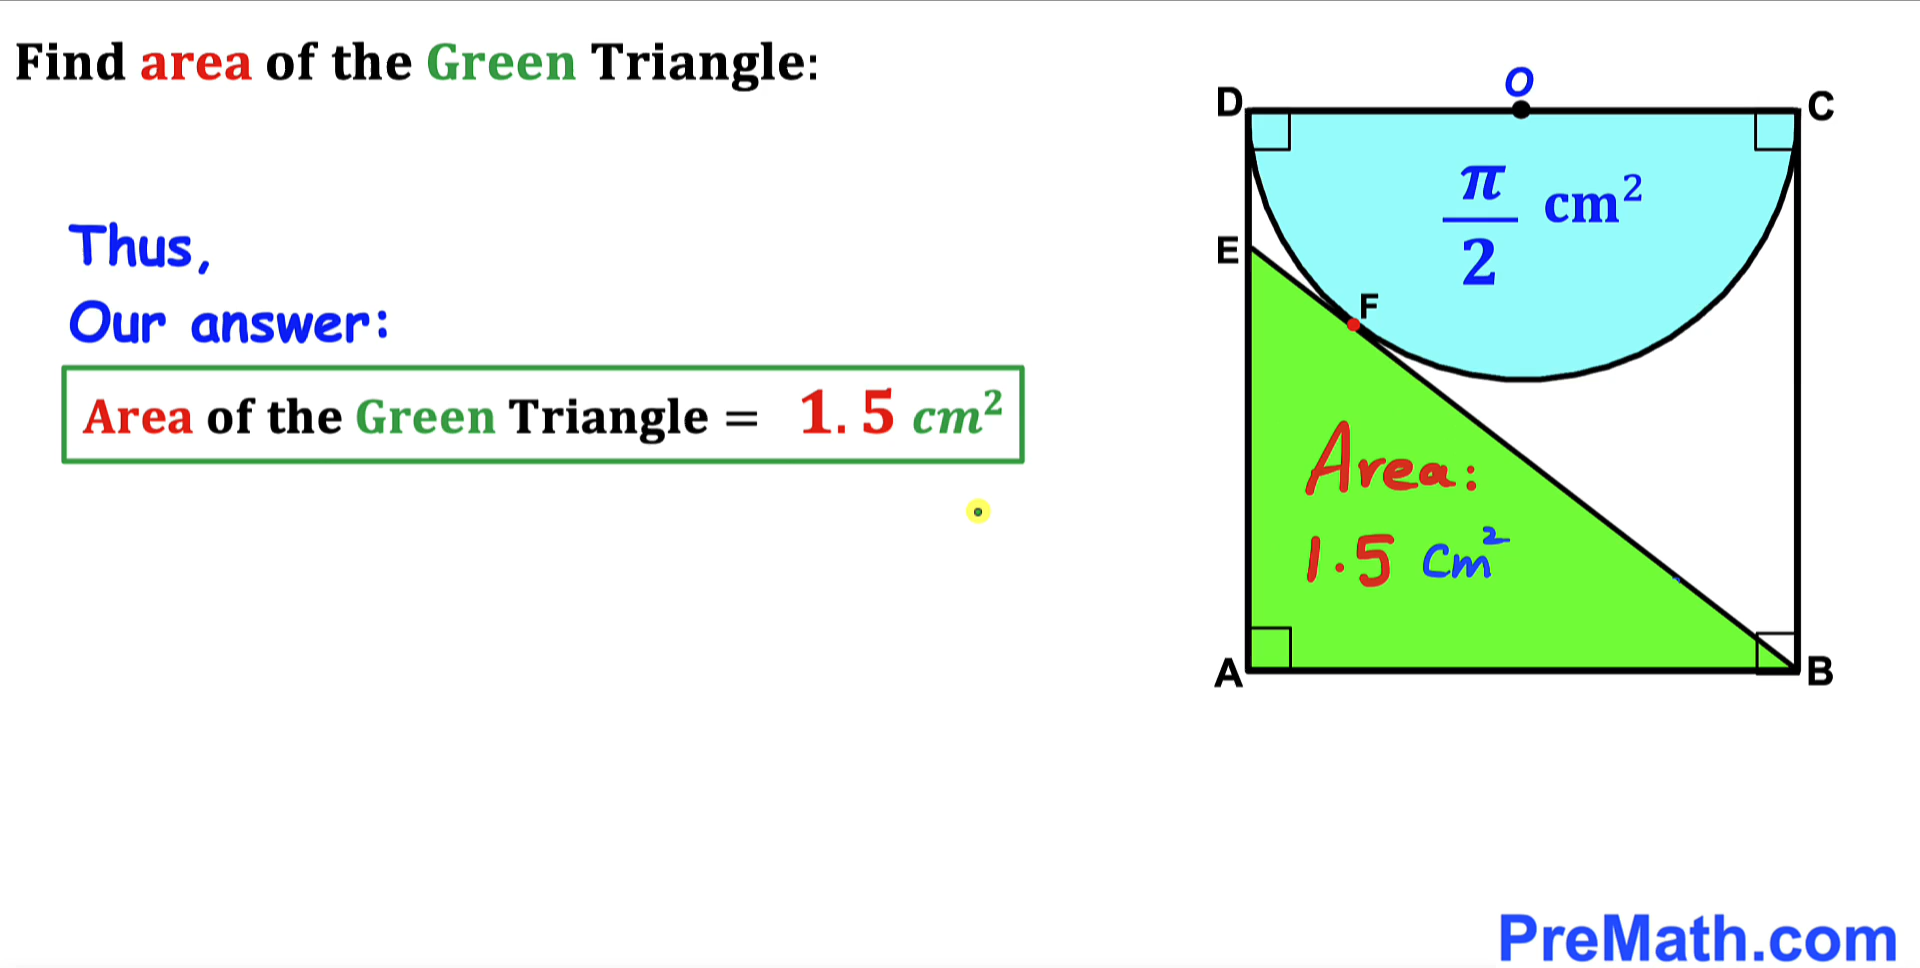 Find area of the Green Triangle:
Thus,
Our answer:
Area of the Green Triangle = 1.5 cm²
O
D
C
π/2 cm²
E
F
Area:
1.5 cm²
A
B
PreMath.com